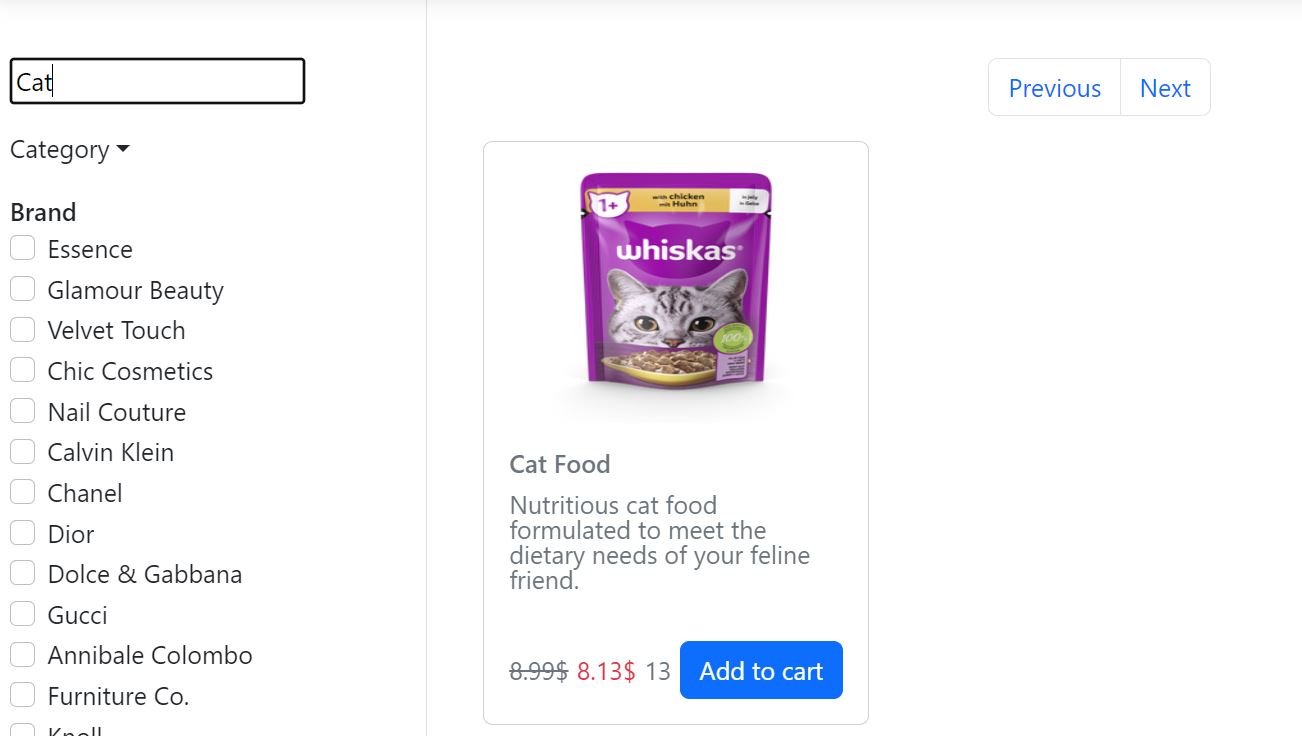 Cat
Category
Brand
Essence
Glamour Beauty
Velvet Touch
Chic Cosmetics
Nail Couture
Calvin Klein
Chanel
Dior
Dolce & Gabbana
Gucci
Annibale Colombo
Furniture Co.
Knoll
Previous
Next
1+
with chicken
mit Huhn
in jelly
in Gelee
whiskas®
100%
Cat Food
Nutritious cat food
formulated to meet the
dietary needs of your feline
friend.
8.99$ 8.13$ 13 Add to cart